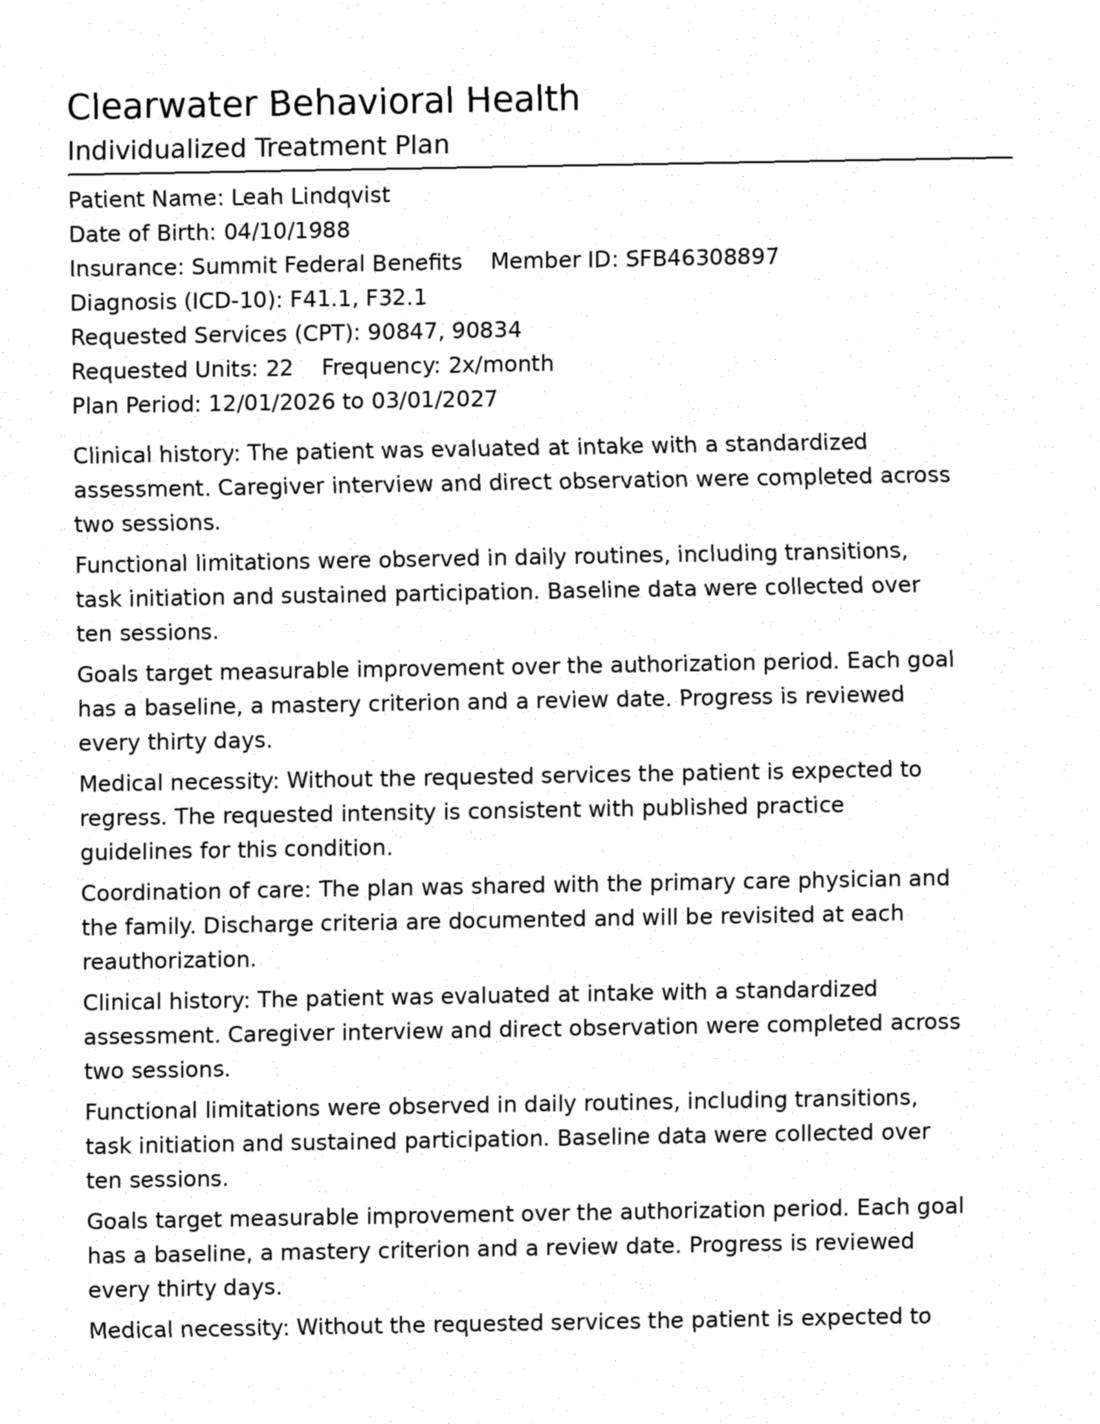 Clearwater Behavioral Health
Individualized Treatment Plan
Patient Name: Leah Lindqvist
Date of Birth: 04/10/1988
Insurance: Summit Federal Benefits    Member ID: SFB46308897
Diagnosis (ICD-10): F41.1, F32.1
Requested Services (CPT): 90847, 90834
Requested Units: 22    Frequency: 2x/month
Plan Period: 12/01/2026 to 03/01/2027
Clinical history: The patient was evaluated at intake with a standardized
assessment. Caregiver interview and direct observation were completed across
two sessions.
Functional limitations were observed in daily routines, including transitions,
task initiation and sustained participation. Baseline data were collected over
ten sessions.
Goals target measurable improvement over the authorization period. Each goal
has a baseline, a mastery criterion and a review date. Progress is reviewed
every thirty days.
Medical necessity: Without the requested services the patient is expected to
regress. The requested intensity is consistent with published practice
guidelines for this condition.
Coordination of care: The plan was shared with the primary care physician and
the family. Discharge criteria are documented and will be revisited at each
reauthorization.
Clinical history: The patient was evaluated at intake with a standardized
assessment. Caregiver interview and direct observation were completed across
two sessions.
Functional limitations were observed in daily routines, including transitions,
task initiation and sustained participation. Baseline data were collected over
ten sessions.
Goals target measurable improvement over the authorization period. Each goal
has a baseline, a mastery criterion and a review date. Progress is reviewed
every thirty days.
Medical necessity: Without the requested services the patient is expected to